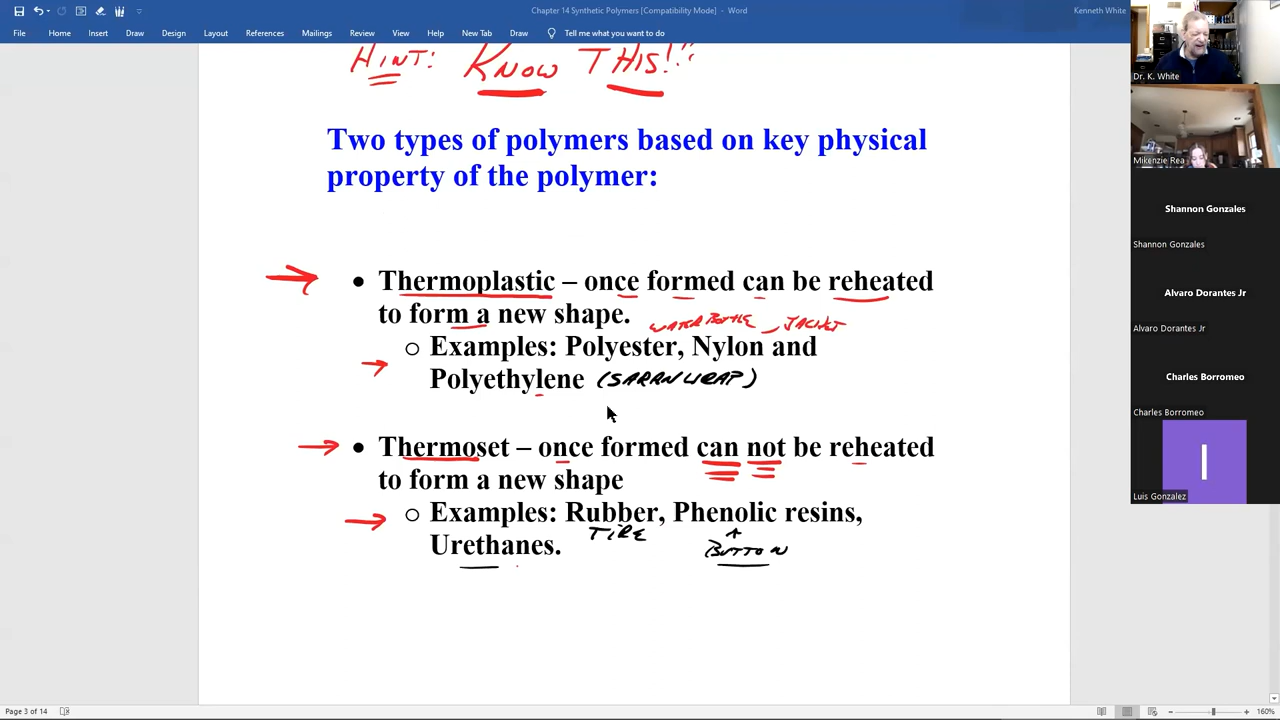 Chapter 14 Synthetic Polymers [Compatibility Mode] - Word
Kenneth White
File Home Insert Draw Design Layout References Mailings Review View Help New Tab Draw Tell me what you want to do
HINT: KNOW THIS!!
Two types of polymers based on key physical
property of the polymer:
• Thermoplastic – once formed can be reheated
to form a new shape.
WATER BOTTLE, JACKET
o Examples: Polyester, Nylon and
Polyethylene (SARAN WRAP)
• Thermoset – once formed can not be reheated
to form a new shape
o Examples: Rubber, Phenolic resins,
TIRE
Urethanes.
BUTTON
Dr. K. White
Mikenzie Rea
Shannon Gonzales
Shannon Gonzales
Alvaro Dorantes Jr
Alvaro Dorantes Jr
Charles Borromeo
Charles Borromeo
I
Luis Gonzalez
Page 3 of 14
160%